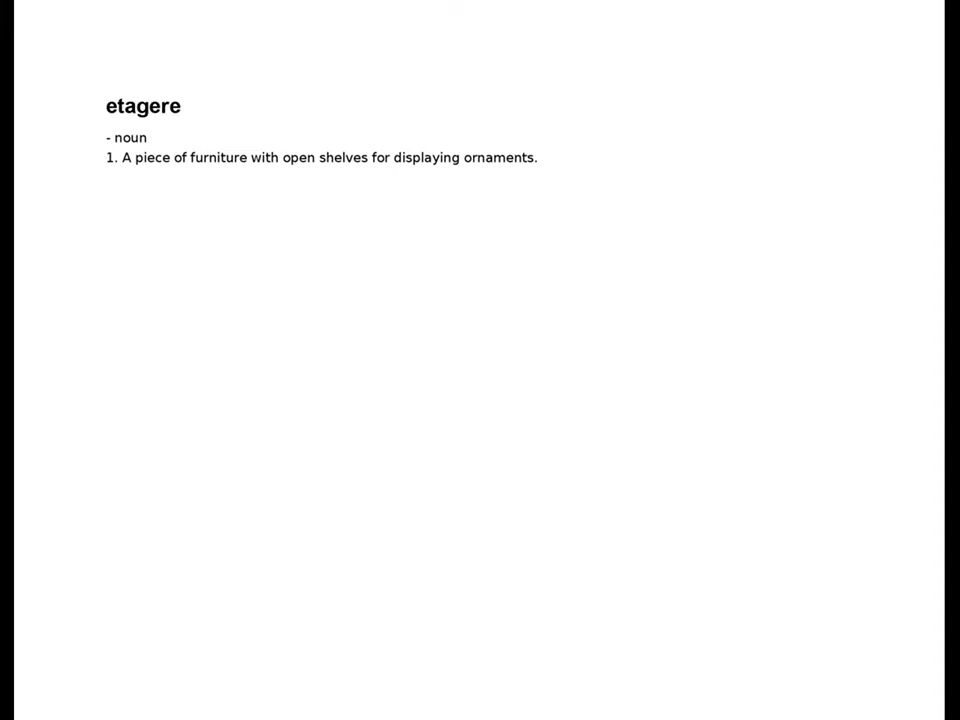 etagere
- noun
1. A piece of furniture with open shelves for displaying ornaments.